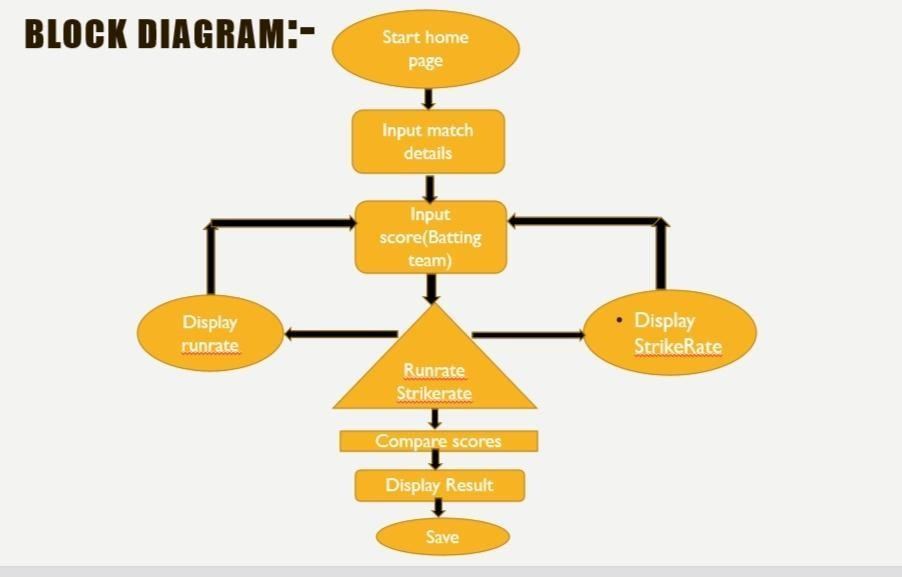 BLOCK DIAGRAM:-
Start home
page
Input match
details
Input
score(Batting
team)
Display
runrate
• Display
StrikeRate
Runrate
Strikerate
Compare scores
Display Result
Save